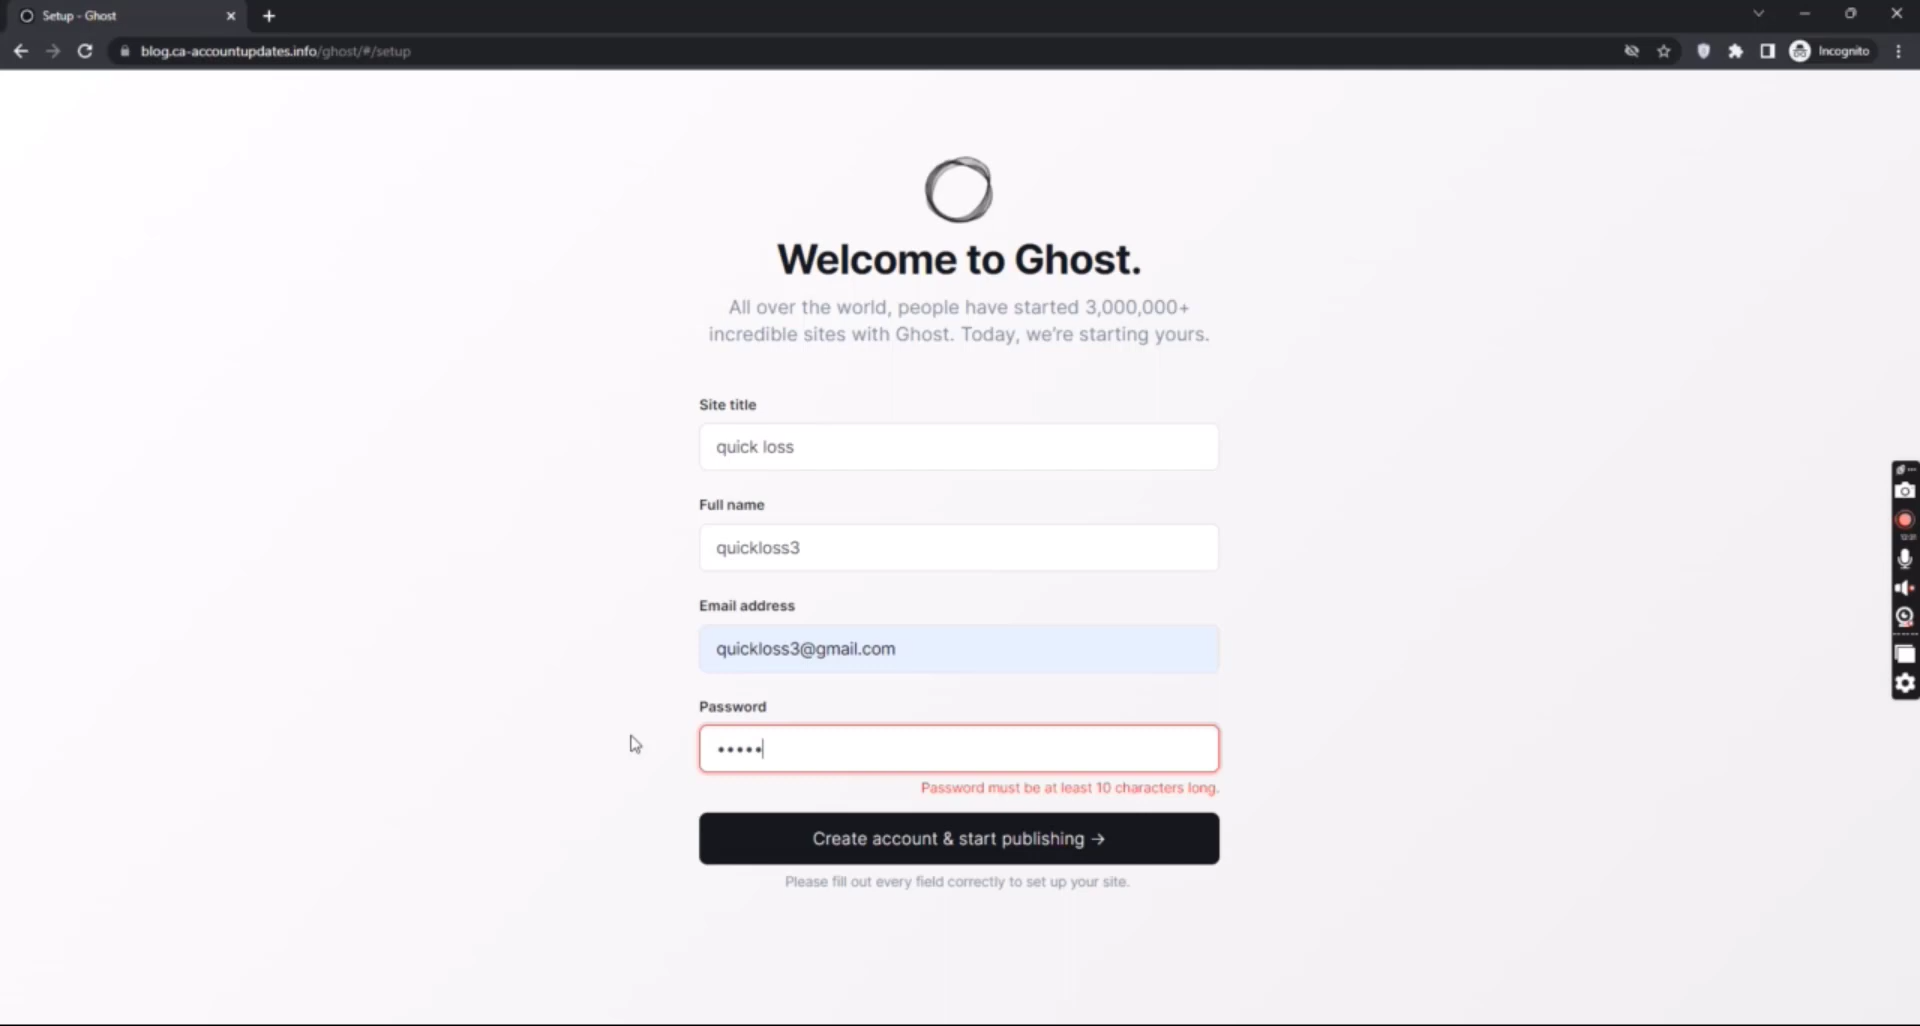 Setup - Ghost
blog.ca-accountupdates.info/ghost/#/setup
Incognito
Welcome to Ghost.
All over the world, people have started 3,000,000+
incredible sites with Ghost. Today, we're starting yours.
Site title
quick loss
Full name
quickloss3
Email address
quickloss3@gmail.com
Password
•••••
Password must be at least 10 characters long.
Create account & start publishing →
Please fill out every field correctly to set up your site.